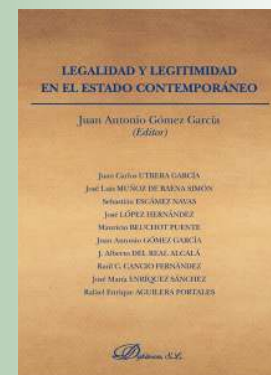 LEGALIDAD Y LEGITIMIDAD
EN EL ESTADO CONTEMPORÁNEO
Juan Antonio Gómez García
(Editor)
Juan Carlos UTRERA GARCÍA
José Luis MUÑOZ DE BAENA SIMÓN
Sebastián ESCÁMEZ NAVAS
José LÓPEZ HERNÁNDEZ
Mauricio BEUCHOT PUENTE
Juan Antonio GÓMEZ GARCÍA
J. Alberto DEL REAL ALCALÁ
Raúl C. CANCIO FERNÁNDEZ
José María ENRÍQUEZ SÁNCHEZ
Rafael Enrique AGUILERA PORTALES
Dykinson, S.L.